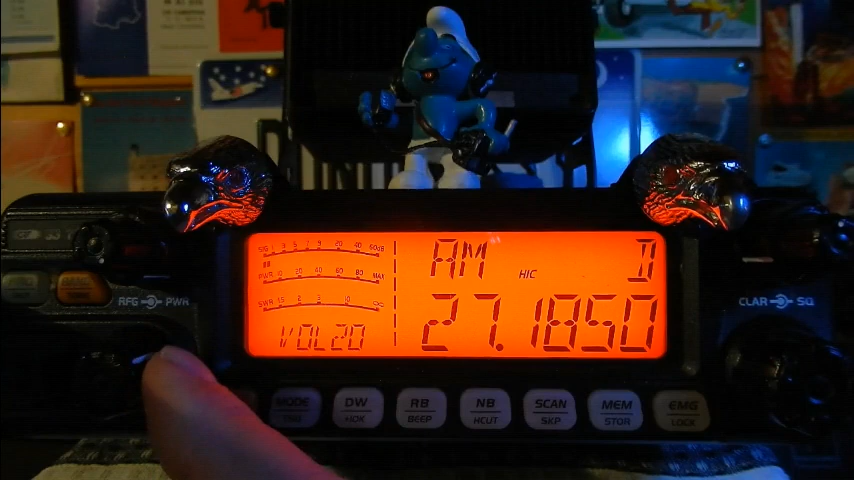 SIG 1 3 5 7 9 20 40 60dB
PWR 10 20 40 60 80 MAX
SWR 1.5 2 3 10
VOL20
AM HIC D
27.1850
RFG PWR
CLAR SQ
MODE
DW
+10K
RB
BEEP
NB
HCUT
SCAN
SKP
MEM
STOR
EMG
LOCK